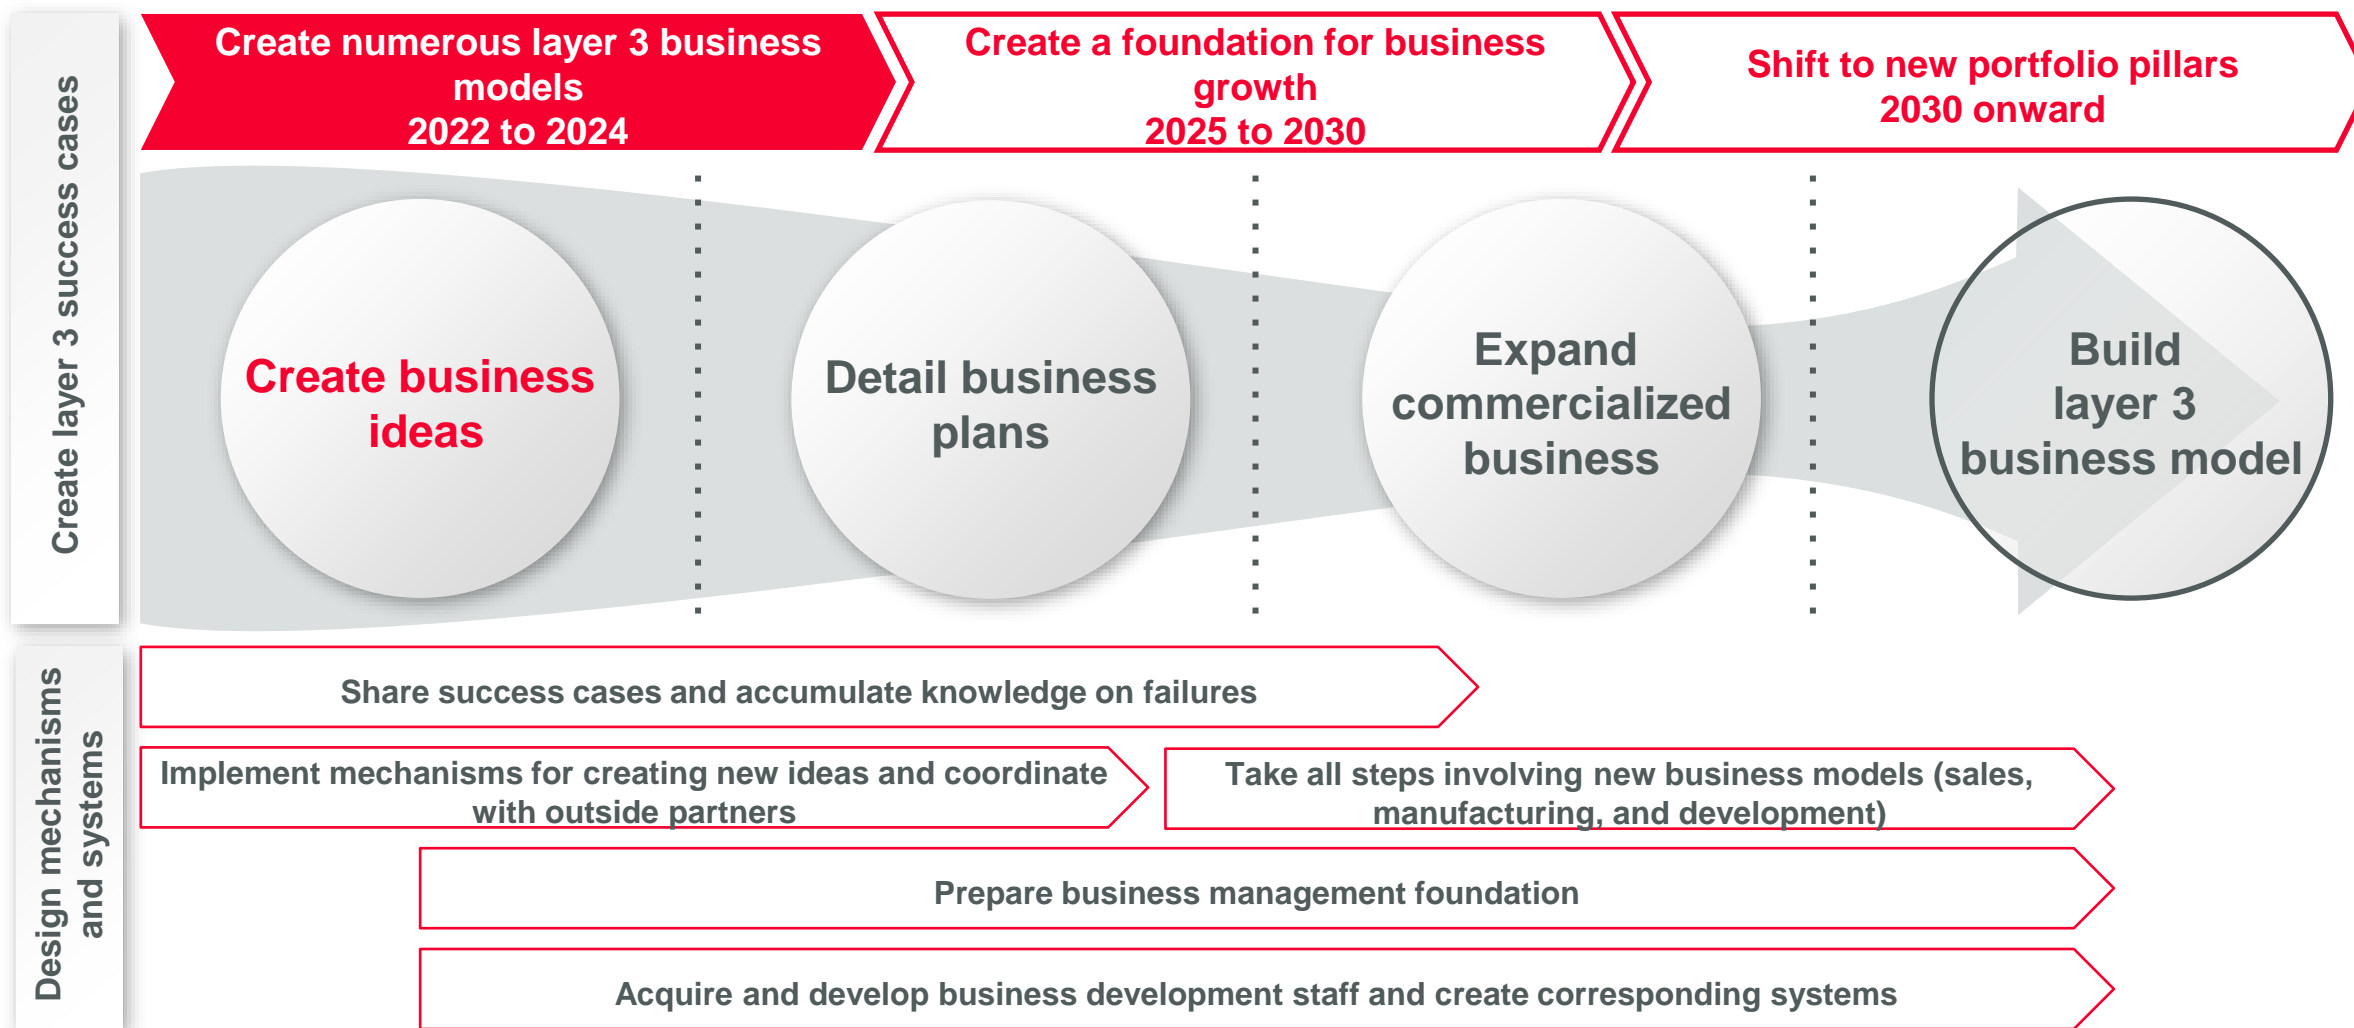 Create layer 3 success cases
Create numerous layer 3 business
models
2022 to 2024
Create a foundation for business
growth
2025 to 2030
Shift to new portfolio pillars
2030 onward
Create business
ideas
Detail business
plans
Expand
commercialized
business
Build
layer 3
business model
Design mechanisms
and systems
Share success cases and accumulate knowledge on failures
Implement mechanisms for creating new ideas and coordinate
with outside partners
Take all steps involving new business models (sales,
manufacturing, and development)
Prepare business management foundation
Acquire and develop business development staff and create corresponding systems